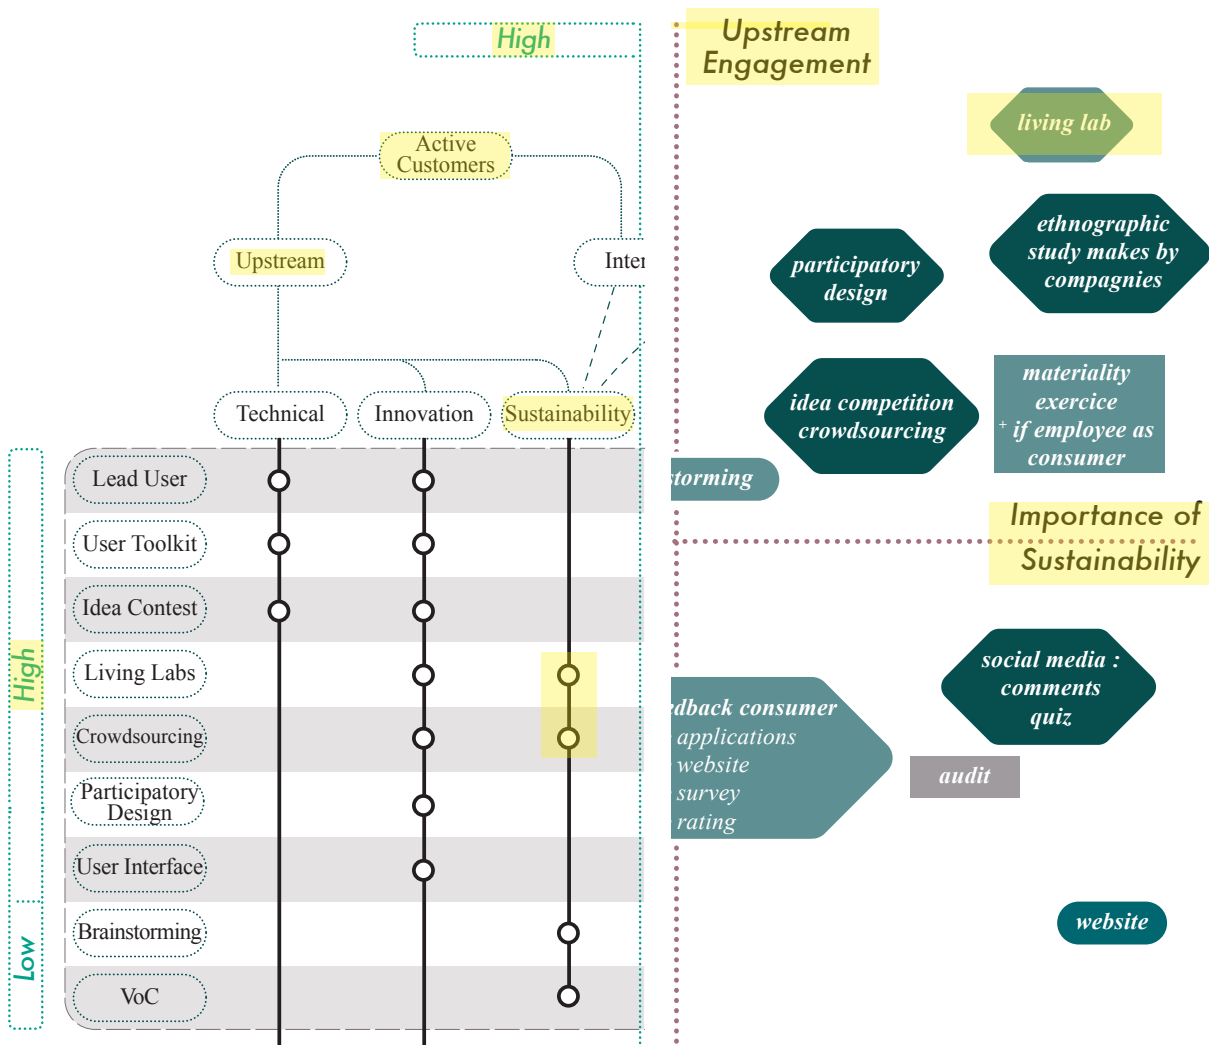 High
Active
Customers
Upstream
Inter
Technical
Innovation
Sustainability
High
Low
Lead User
User Toolkit
Idea Contest
Living Labs
Crowdsourcing
Participatory
Design
User Interface
Brainstorming
VoC
Upstream
Engagement
living lab
ethnographic
study makes by
compagnies
participatory
design
idea competition
crowdsourcing
materiality
exercice
+ if employee as
consumer
storming
Importance of
Sustainability
social media :
comments
quiz
edback consumer
applications
website
survey
rating
audit
website